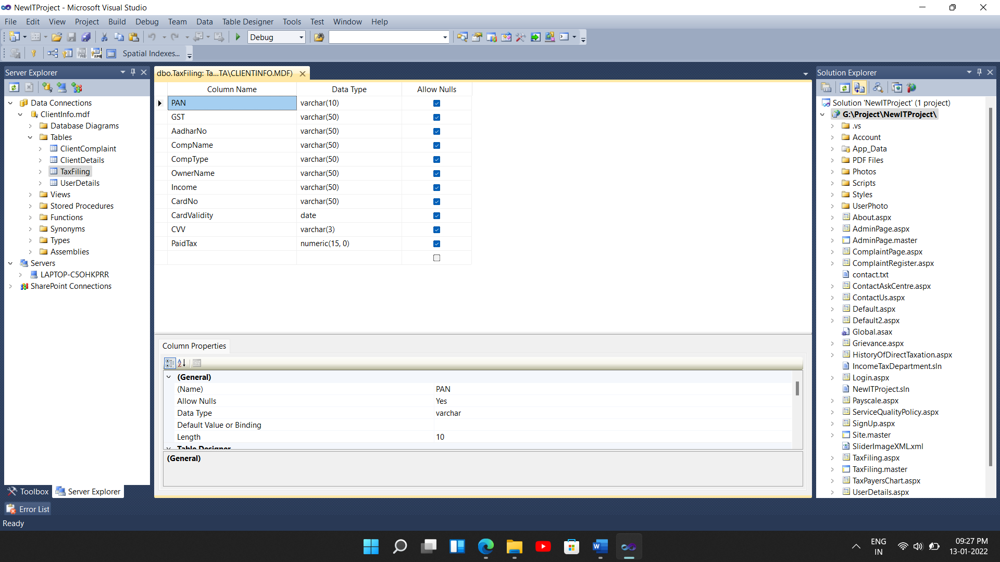 NewITProject - Microsoft Visual Studio
File Edit View Project Build Debug Team Data Table Designer Tools Test Window Help
Debug
Spatial Indexes...
Server Explorer
Data Connections
ClientInfo.mdf
Database Diagrams
Tables
ClientComplaint
ClientDetails
TaxFiling
UserDetails
Views
Stored Procedures
Functions
Synonyms
Types
Assemblies
Servers
LAPTOP-C5OHKPRR
SharePoint Connections
Toolbox Server Explorer
Error List
Ready
dbo.TaxFiling: Ta...TA\CLIENTINFO.MDF)
Column Name Data Type Allow Nulls
PAN varchar(10)
GST varchar(50)
AadharNo varchar(50)
CompName varchar(50)
CompType varchar(50)
OwnerName varchar(50)
Income varchar(50)
CardNo varchar(50)
CardValidity date
CVV varchar(3)
PaidTax numeric(15, 0)
Column Properties
(General)
(Name) PAN
Allow Nulls Yes
Data Type varchar
Default Value or Binding
Length 10
Table Designer
(General)
Solution Explorer
Solution 'NewITProject' (1 project)
G:\Project\NewITProject\
.vs
Account
App_Data
PDF Files
Photos
Scripts
Styles
UserPhoto
About.aspx
AdminPage.aspx
AdminPage.master
ComplaintPage.aspx
ComplaintRegister.aspx
contact.txt
ContactAskCentre.aspx
ContactUs.aspx
Default.aspx
Default2.aspx
Global.asax
Grievance.aspx
HistoryOfDirectTaxation.aspx
IncomeTaxDepartment.sln
Login.aspx
NewITProject.sln
Payscale.aspx
ServiceQualityPolicy.aspx
SignUp.aspx
Site.master
SliderImageXML.xml
TaxFiling.aspx
TaxFiling.master
TaxPayersChart.aspx
UserDetails.aspx
ENG
IN
09:27 PM
13-01-2022